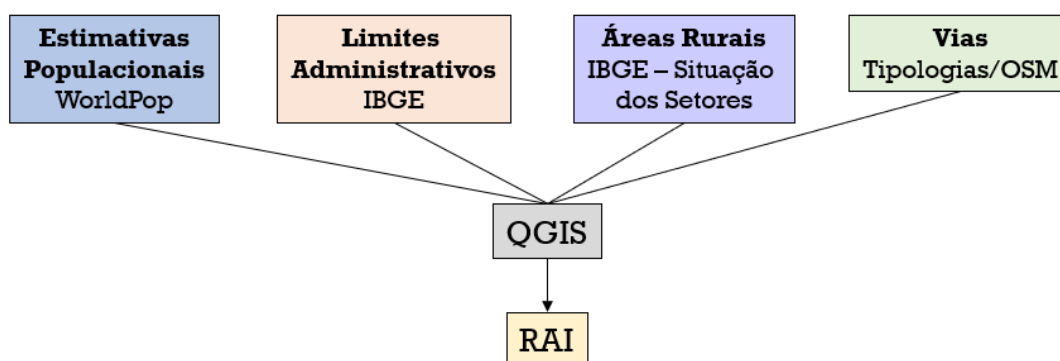 Estimativas
Populacionais
WorldPop
Limites
Administrativos
IBGE
Áreas Rurais
IBGE – Situação
dos Setores
Vias
Tipologias/OSM
QGIS
RAI